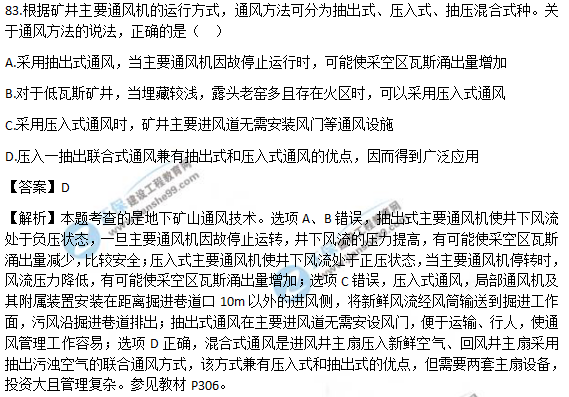 83.根据矿井主要通风机的运行方式，通风方法可分为抽出式、压入式、抽压混合式种。关
于通风方法的说法，正确的是（ ）
A.采用抽出式通风，当主要通风机因故停止运行时，可能使采空区瓦斯涌出量增加
B.对于低瓦斯矿井，当埋藏较浅，露头老窑多且存在火区时，可以采用压入式通风
C.采用压入式通风时，矿井主要进风道无需安装风门等通风设施
D.压入一抽出联合式通风兼有抽出式和压入式通风的优点，因而得到广泛应用
【答案】D
【解析】本题考查的是地下矿山通风技术。选项 A、B 错误，抽出式主要通风机使井下风流
处于负压状态，一旦主要通风机因故停止运转，井下风流的压力提高，有可能使采空区瓦斯
涌出量减少，比较安全；压入式主要通风机使井下风流处于正压状态，当主要通风机停转时，
风流压力降低，有可能使采空区瓦斯涌出量增加；选项 C 错误，压入式通风，局部通风机及
其附属装置安装在距离掘进巷道口 10m 以外的进风侧，将新鲜风流经风筒输送到掘进工作
面，污风沿掘进巷道排出；抽出式通风在主要进风道无需安设风门，便于运输、行人，使通
风管理工作容易；选项 D 正确，混合式通风是进风井主扇压入新鲜空气、回风井主扇采用
抽出污浊空气的联合通风方式，该方式兼有压入式和抽出式的优点，但需要两套主扇设备，
投资大且管理复杂。参见教材 P306。
建设工程教育网